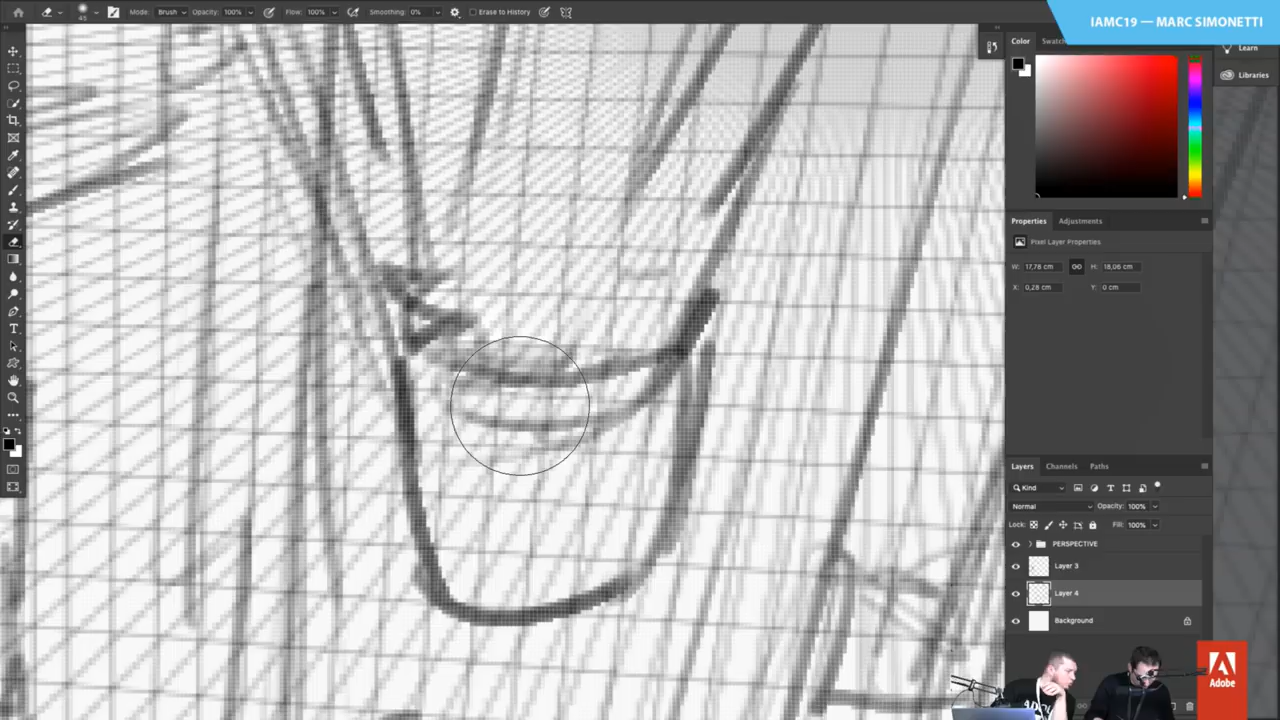 IAMC19 — MARC SIMONETTI
Mode: Brush Opacity: 100% Flow: 100% Smoothing: 0% Erase to History
45
Color Swatch
Learn
Libraries
Properties Adjustments
Pixel Layer Properties
W: 17,78 cm H: 18,06 cm
X: 0,28 cm Y: 0 cm
Layers Channels Paths
Kind
Normal Opacity: 100%
Lock: Fill: 100%
PERSPECTIVE
Layer 3
Layer 4
Background
Adobe